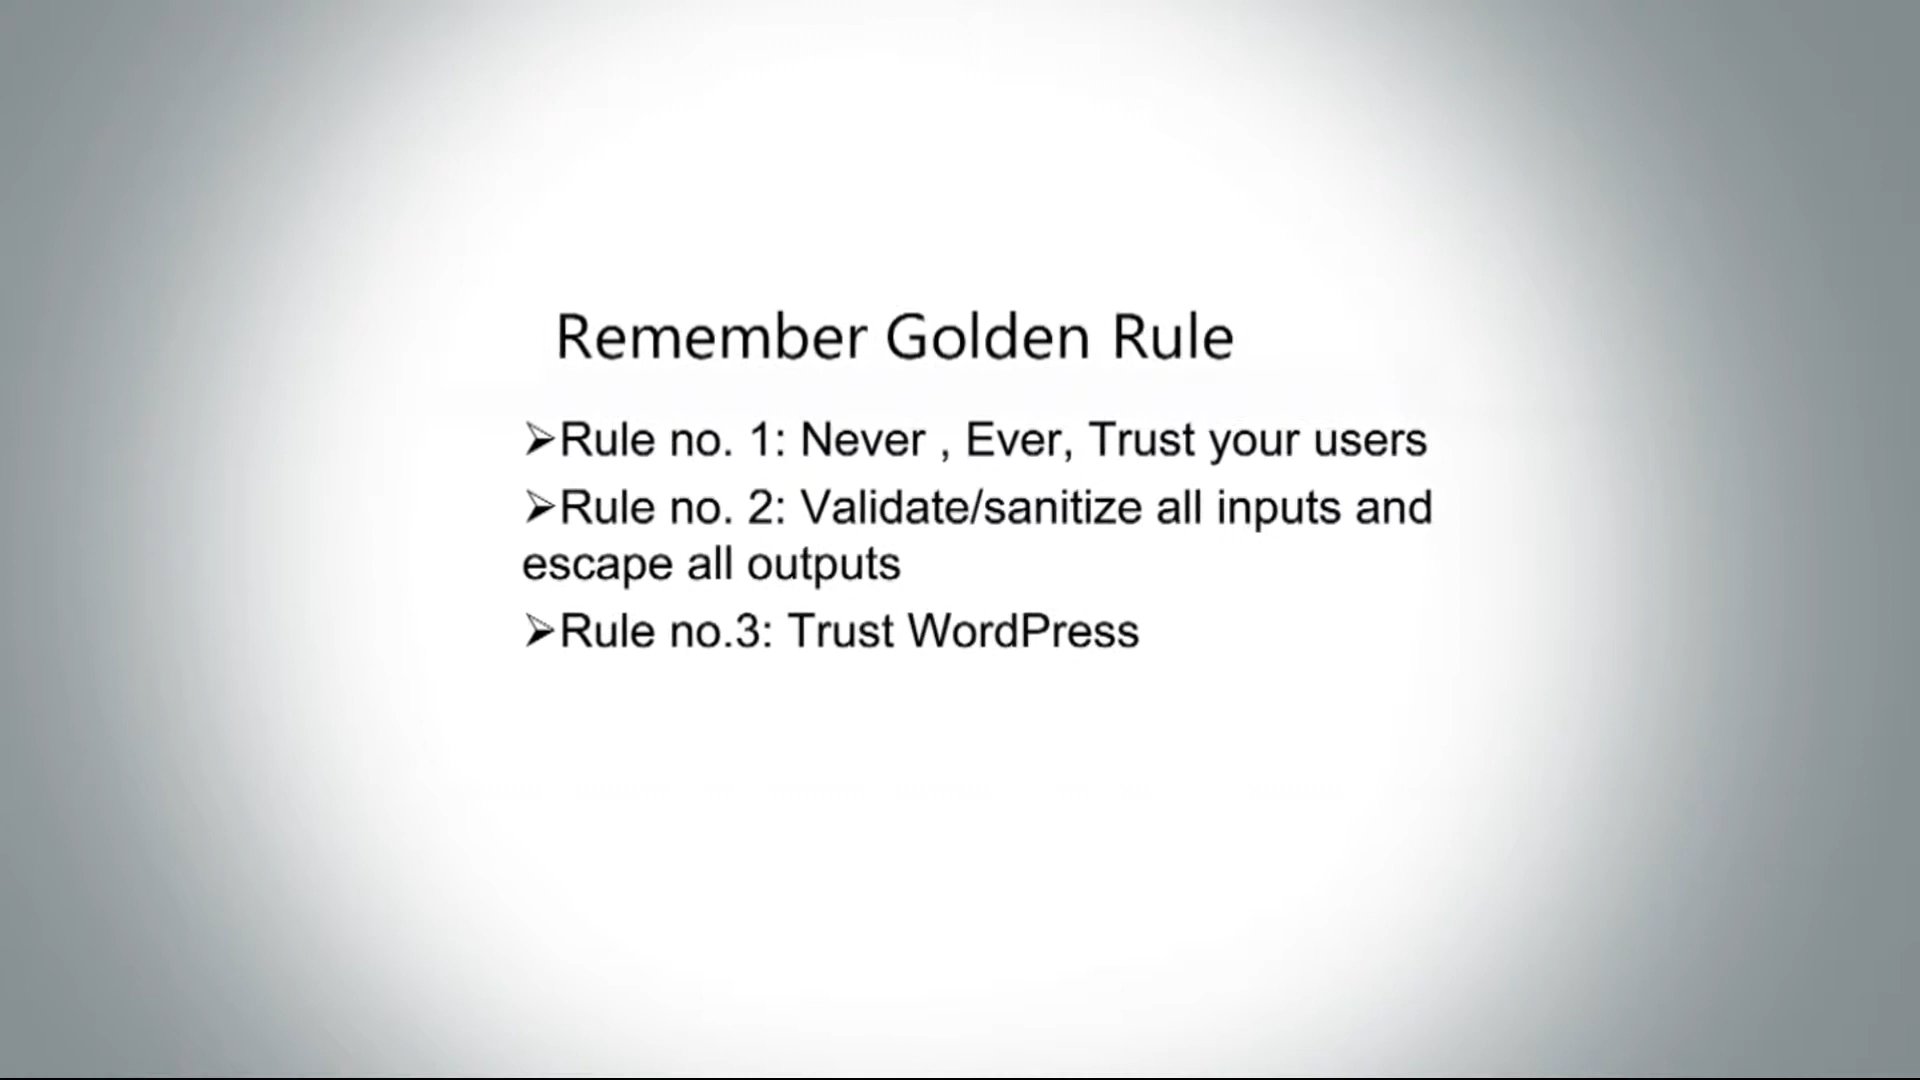 Remember Golden Rule
➢Rule no. 1: Never , Ever, Trust your users
➢Rule no. 2: Validate/sanitize all inputs and
escape all outputs
➢Rule no.3: Trust WordPress